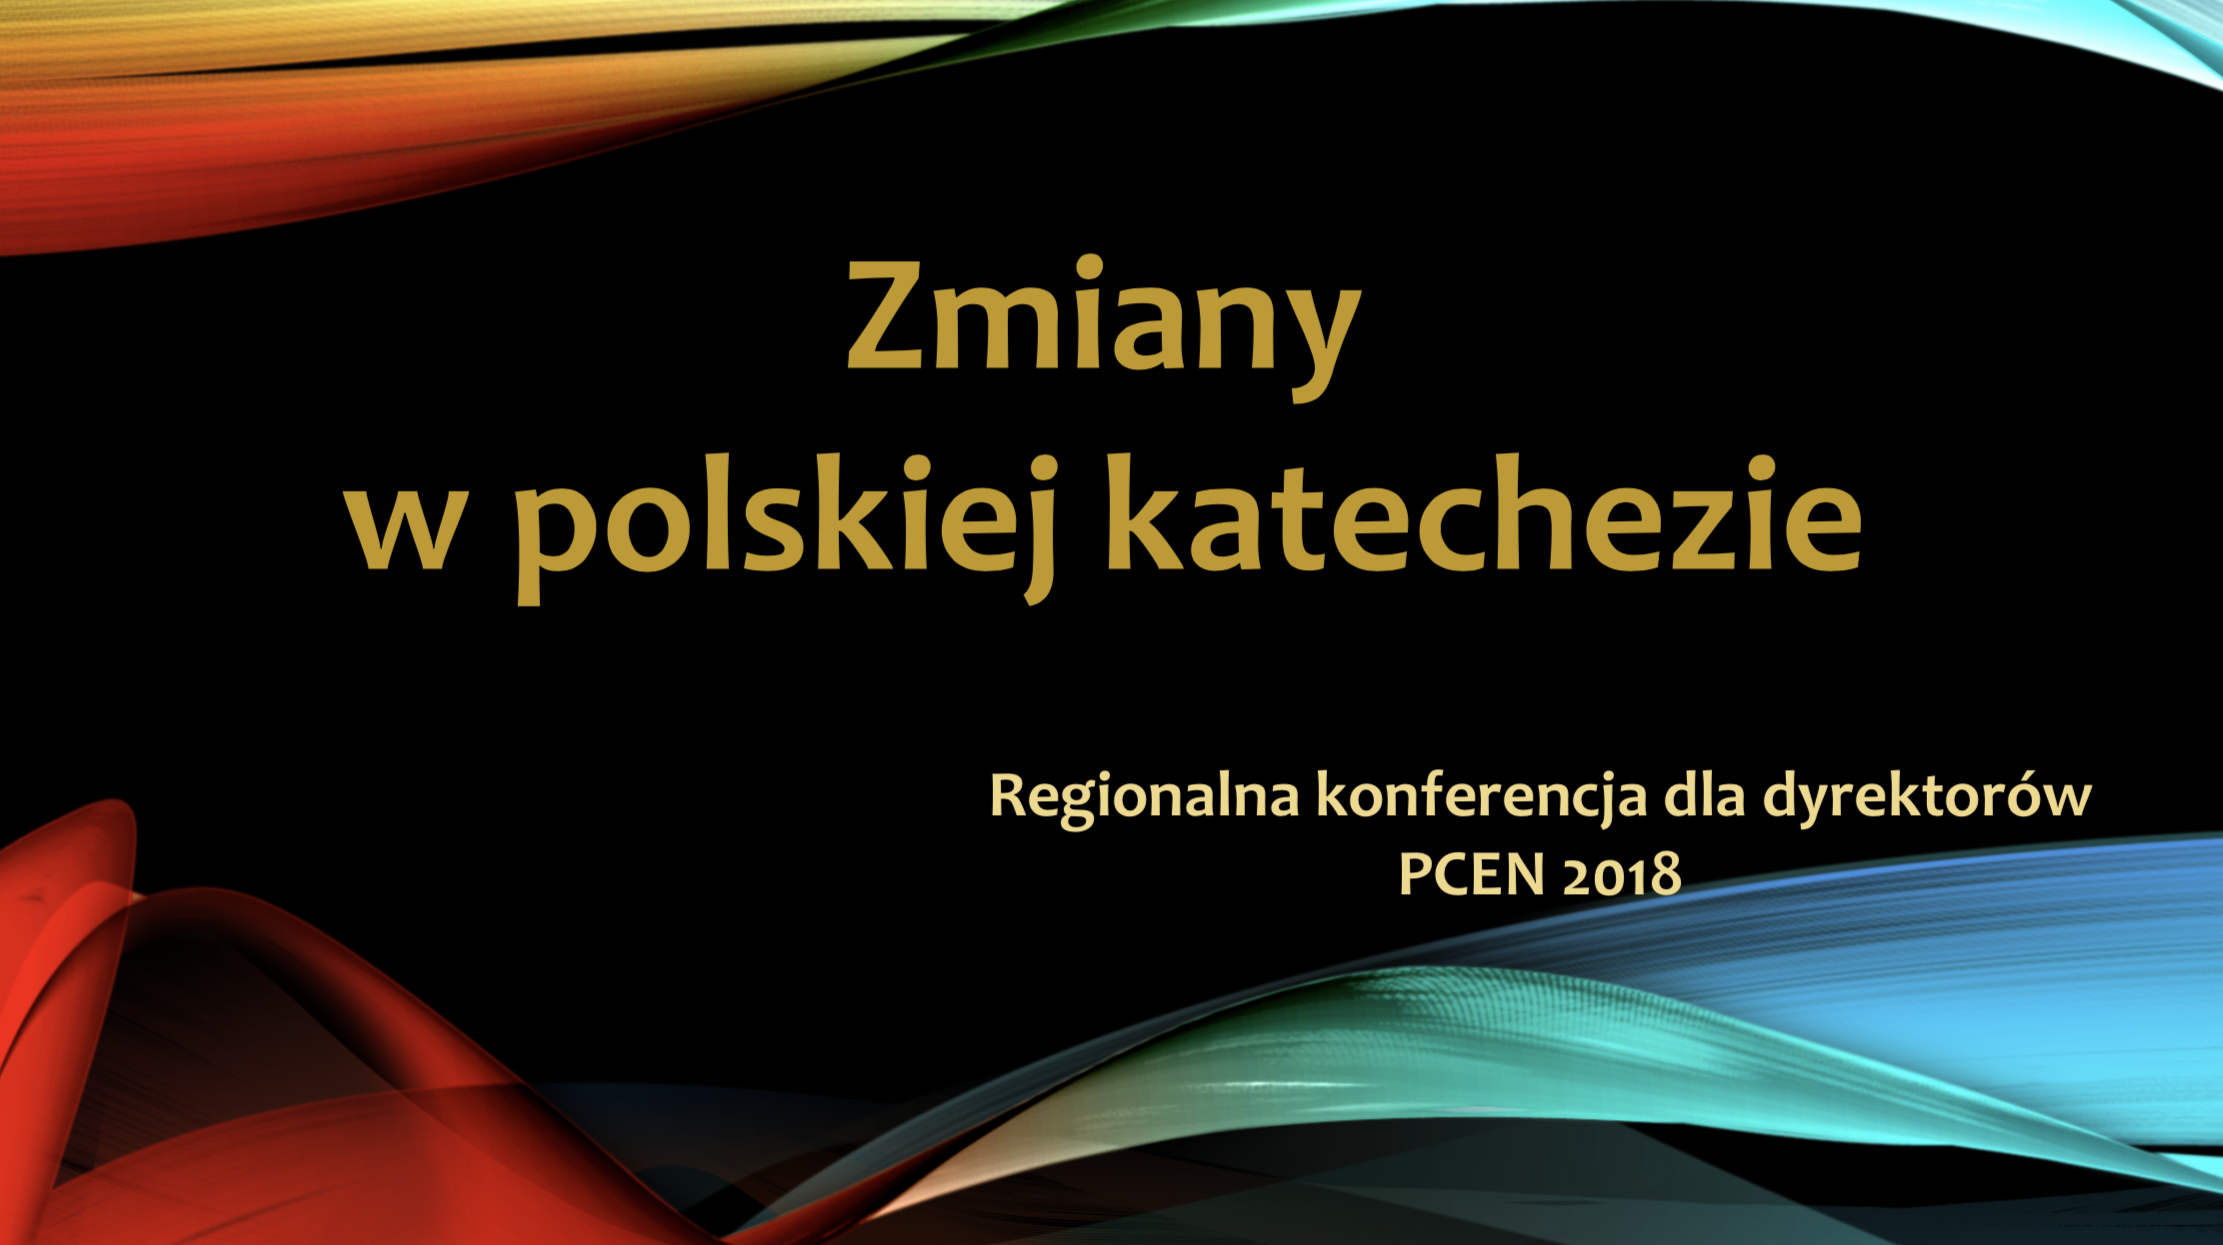 Zmiany
w polskiej katechezie
Regionalna konferencja dla dyrektorów
PCEN 2018